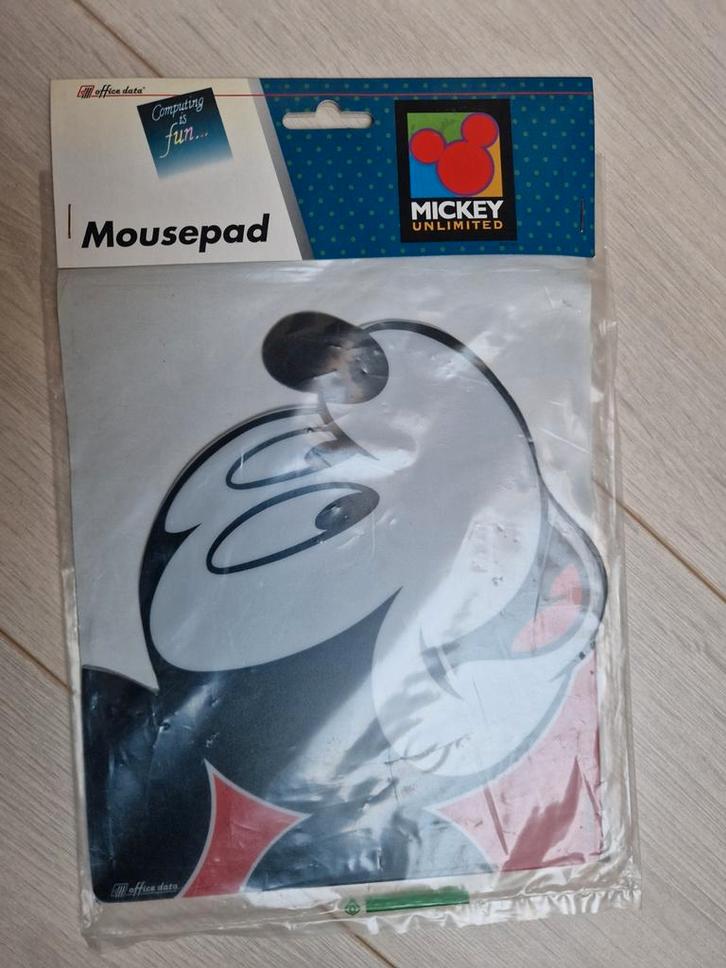 office data
Computing
is
fun...
Mousepad
MICKEY
UNLIMITED
office data